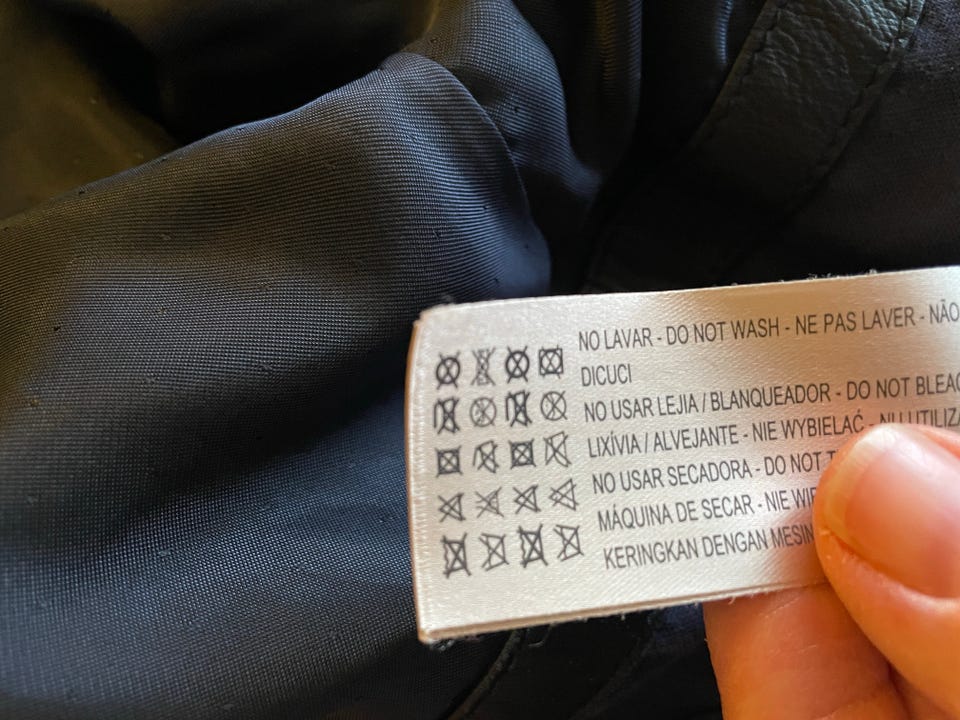 NO LAVAR - DO NOT WASH - NE PAS LAVER - NÃO
DICUCI
NO USAR LEJIA / BLANQUEADOR - DO NOT BLEAC
LIXÍVIA / ALVEJANTE - NIE WYBIELAĆ - NU UTILIZA
NO USAR SECADORA - DO NOT T
MÁQUINA DE SECAR - NIE WI
KERINGKAN DENGAN MESIN